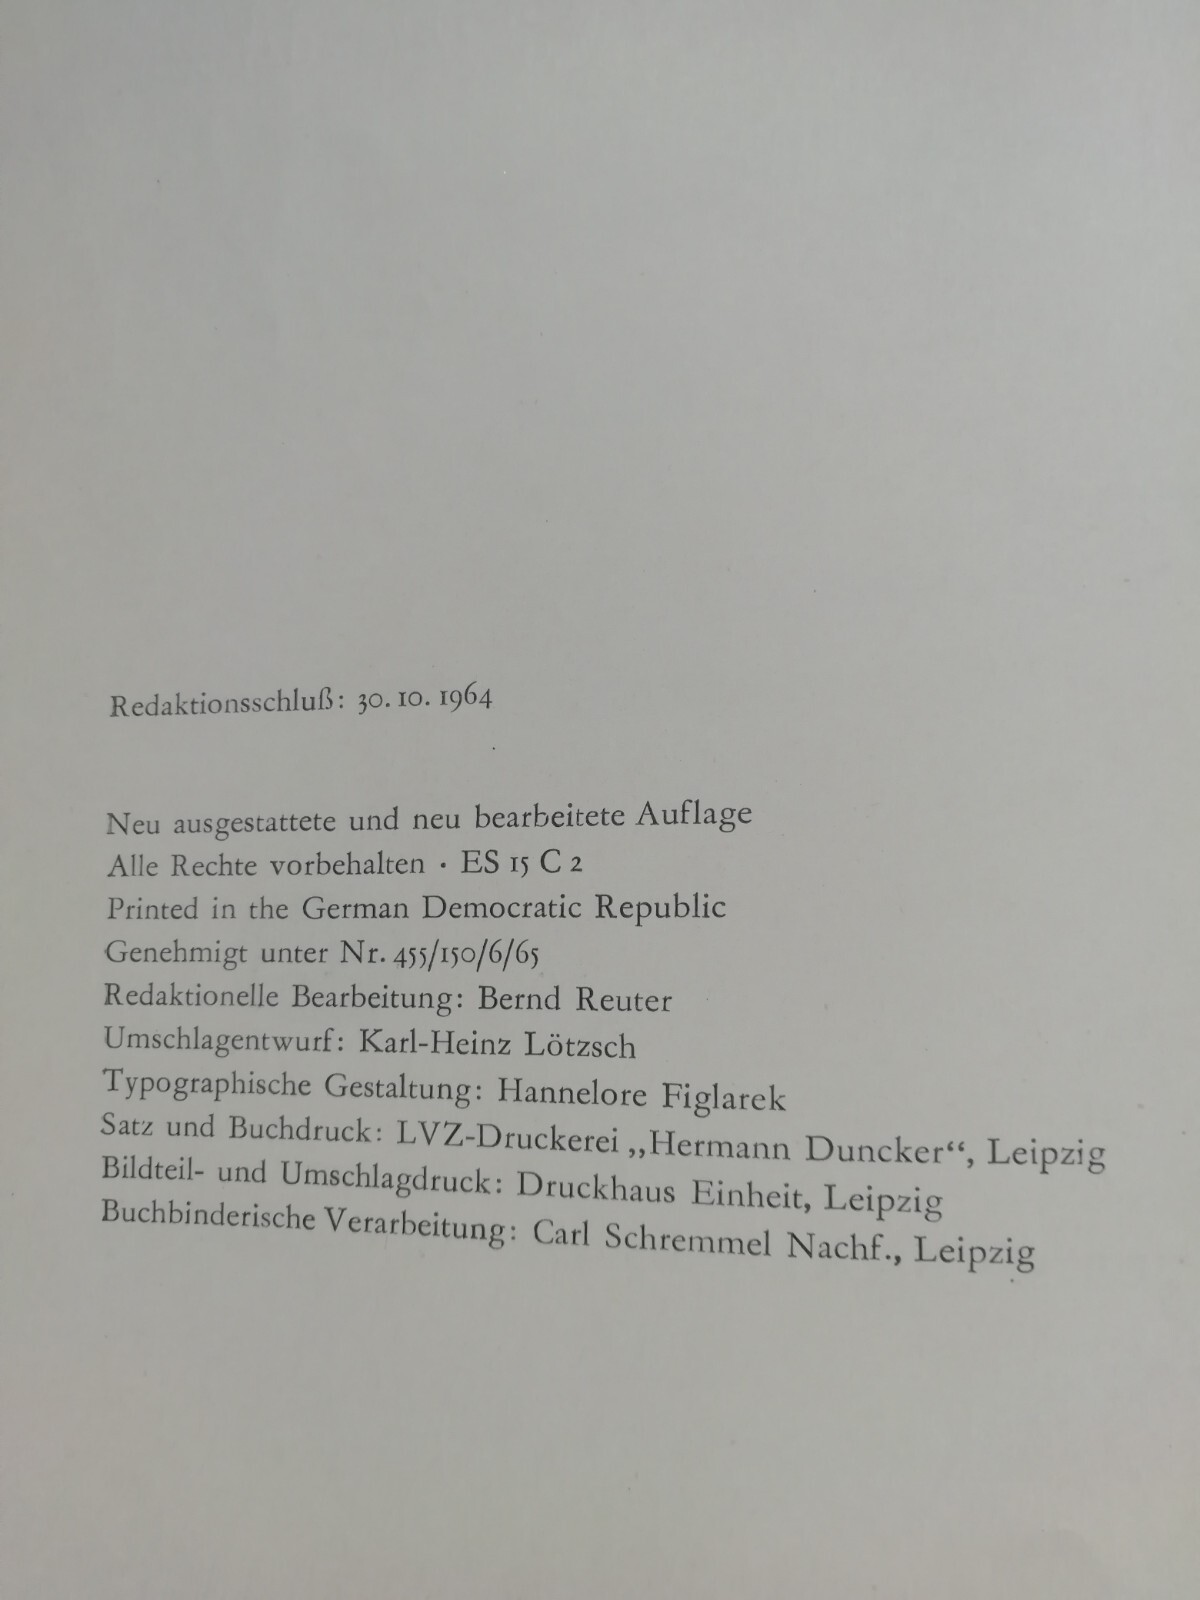 Redaktionsschluß: 30. 10. 1964
Neu ausgestattete und neu bearbeitete Auflage
Alle Rechte vorbehalten · ES 15 C 2
Printed in the German Democratic Republic
Genehmigt unter Nr. 455/150/6/65
Redaktionelle Bearbeitung: Bernd Reuter
Umschlagentwurf: Karl-Heinz Lötzsch
Typographische Gestaltung: Hannelore Figlarek
Satz und Buchdruck: LVZ-Druckerei „Hermann Duncker“, Leipzig
Bildteil- und Umschlagdruck: Druckhaus Einheit, Leipzig
Buchbinderische Verarbeitung: Carl Schremmel Nachf., Leipzig